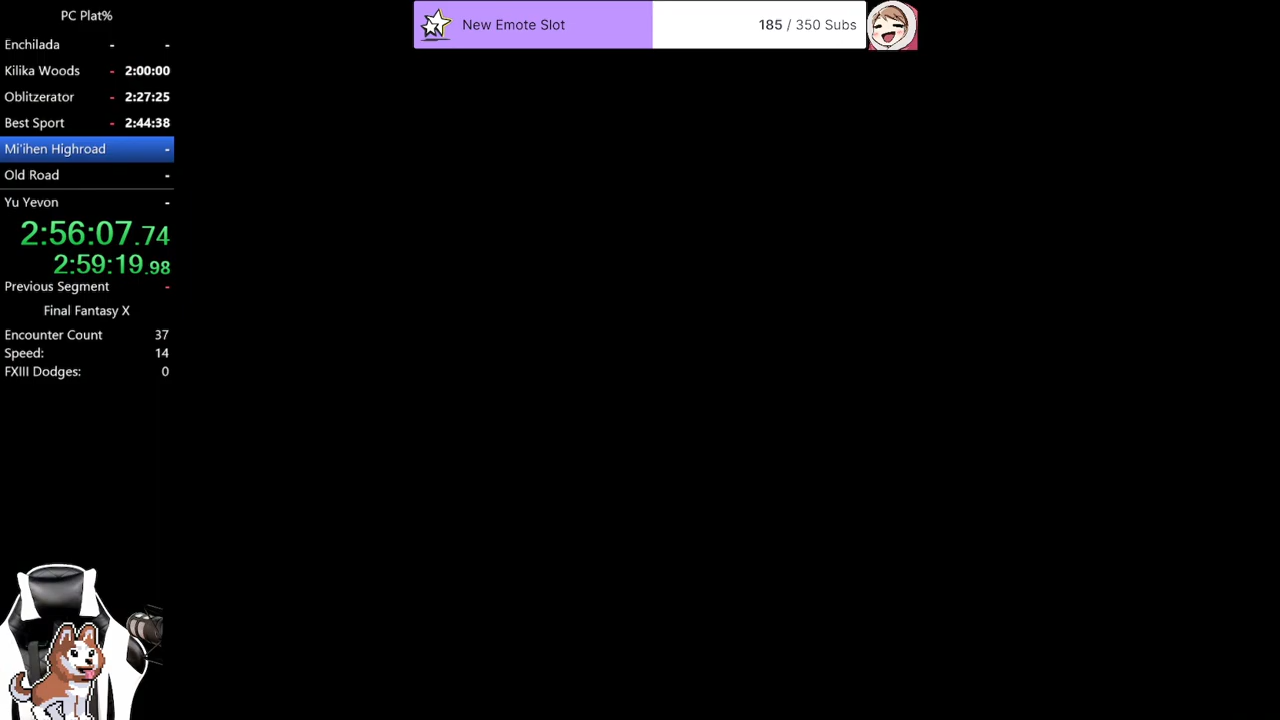 PC Plat%
New Emote Slot 185 / 350 Subs
Enchilada - -
Kilika Woods - 2:00:00
Oblitzerator - 2:27:25
Best Sport - 2:44:38
Mi'ihen Highroad -
Old Road -
Yu Yevon -
2:56:07.74
2:59:19.98
Previous Segment -
Final Fantasy X
Encounter Count 37
Speed: 14
FXIII Dodges: 0